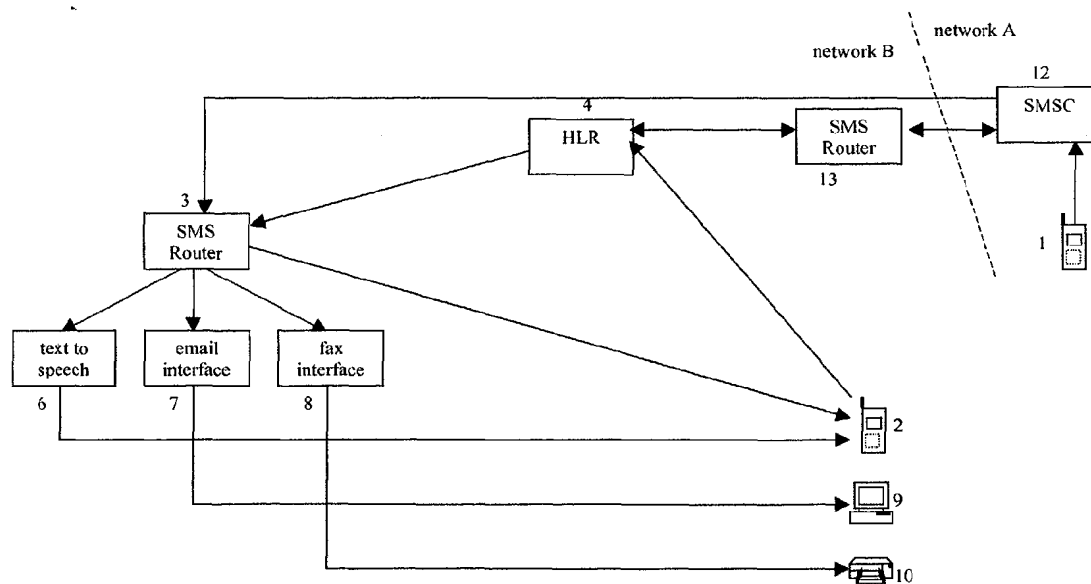 network A
network B
12
SMSC
4
HLR
SMS
Router
13
3
SMS
Router
1
text to
speech
email
interface
fax
interface
6
7
8
2
9
10